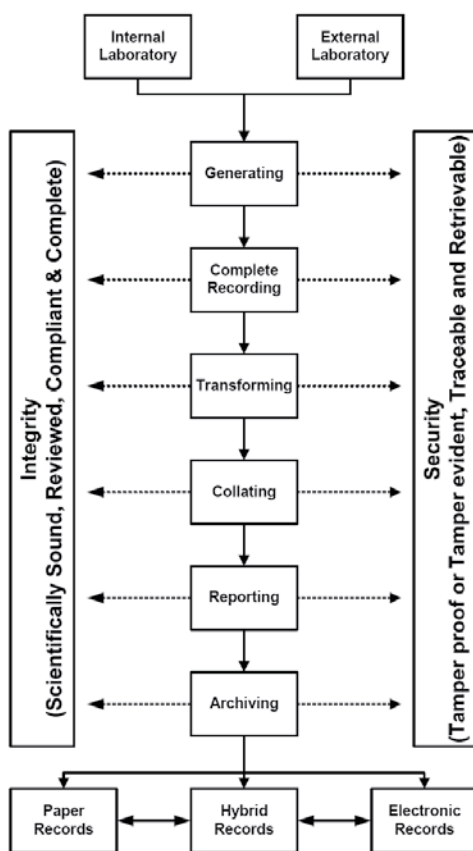 Internal
Laboratory
External
Laboratory
Generating
Complete
Recording
Transforming
Collating
Reporting
Archiving
Integrity
(Scientifically Sound, Reviewed, Compliant & Complete)
Security
(Tamper proof or Tamper evident, Traceable and Retrievable)
Paper
Records
Hybrid
Records
Electronic
Records